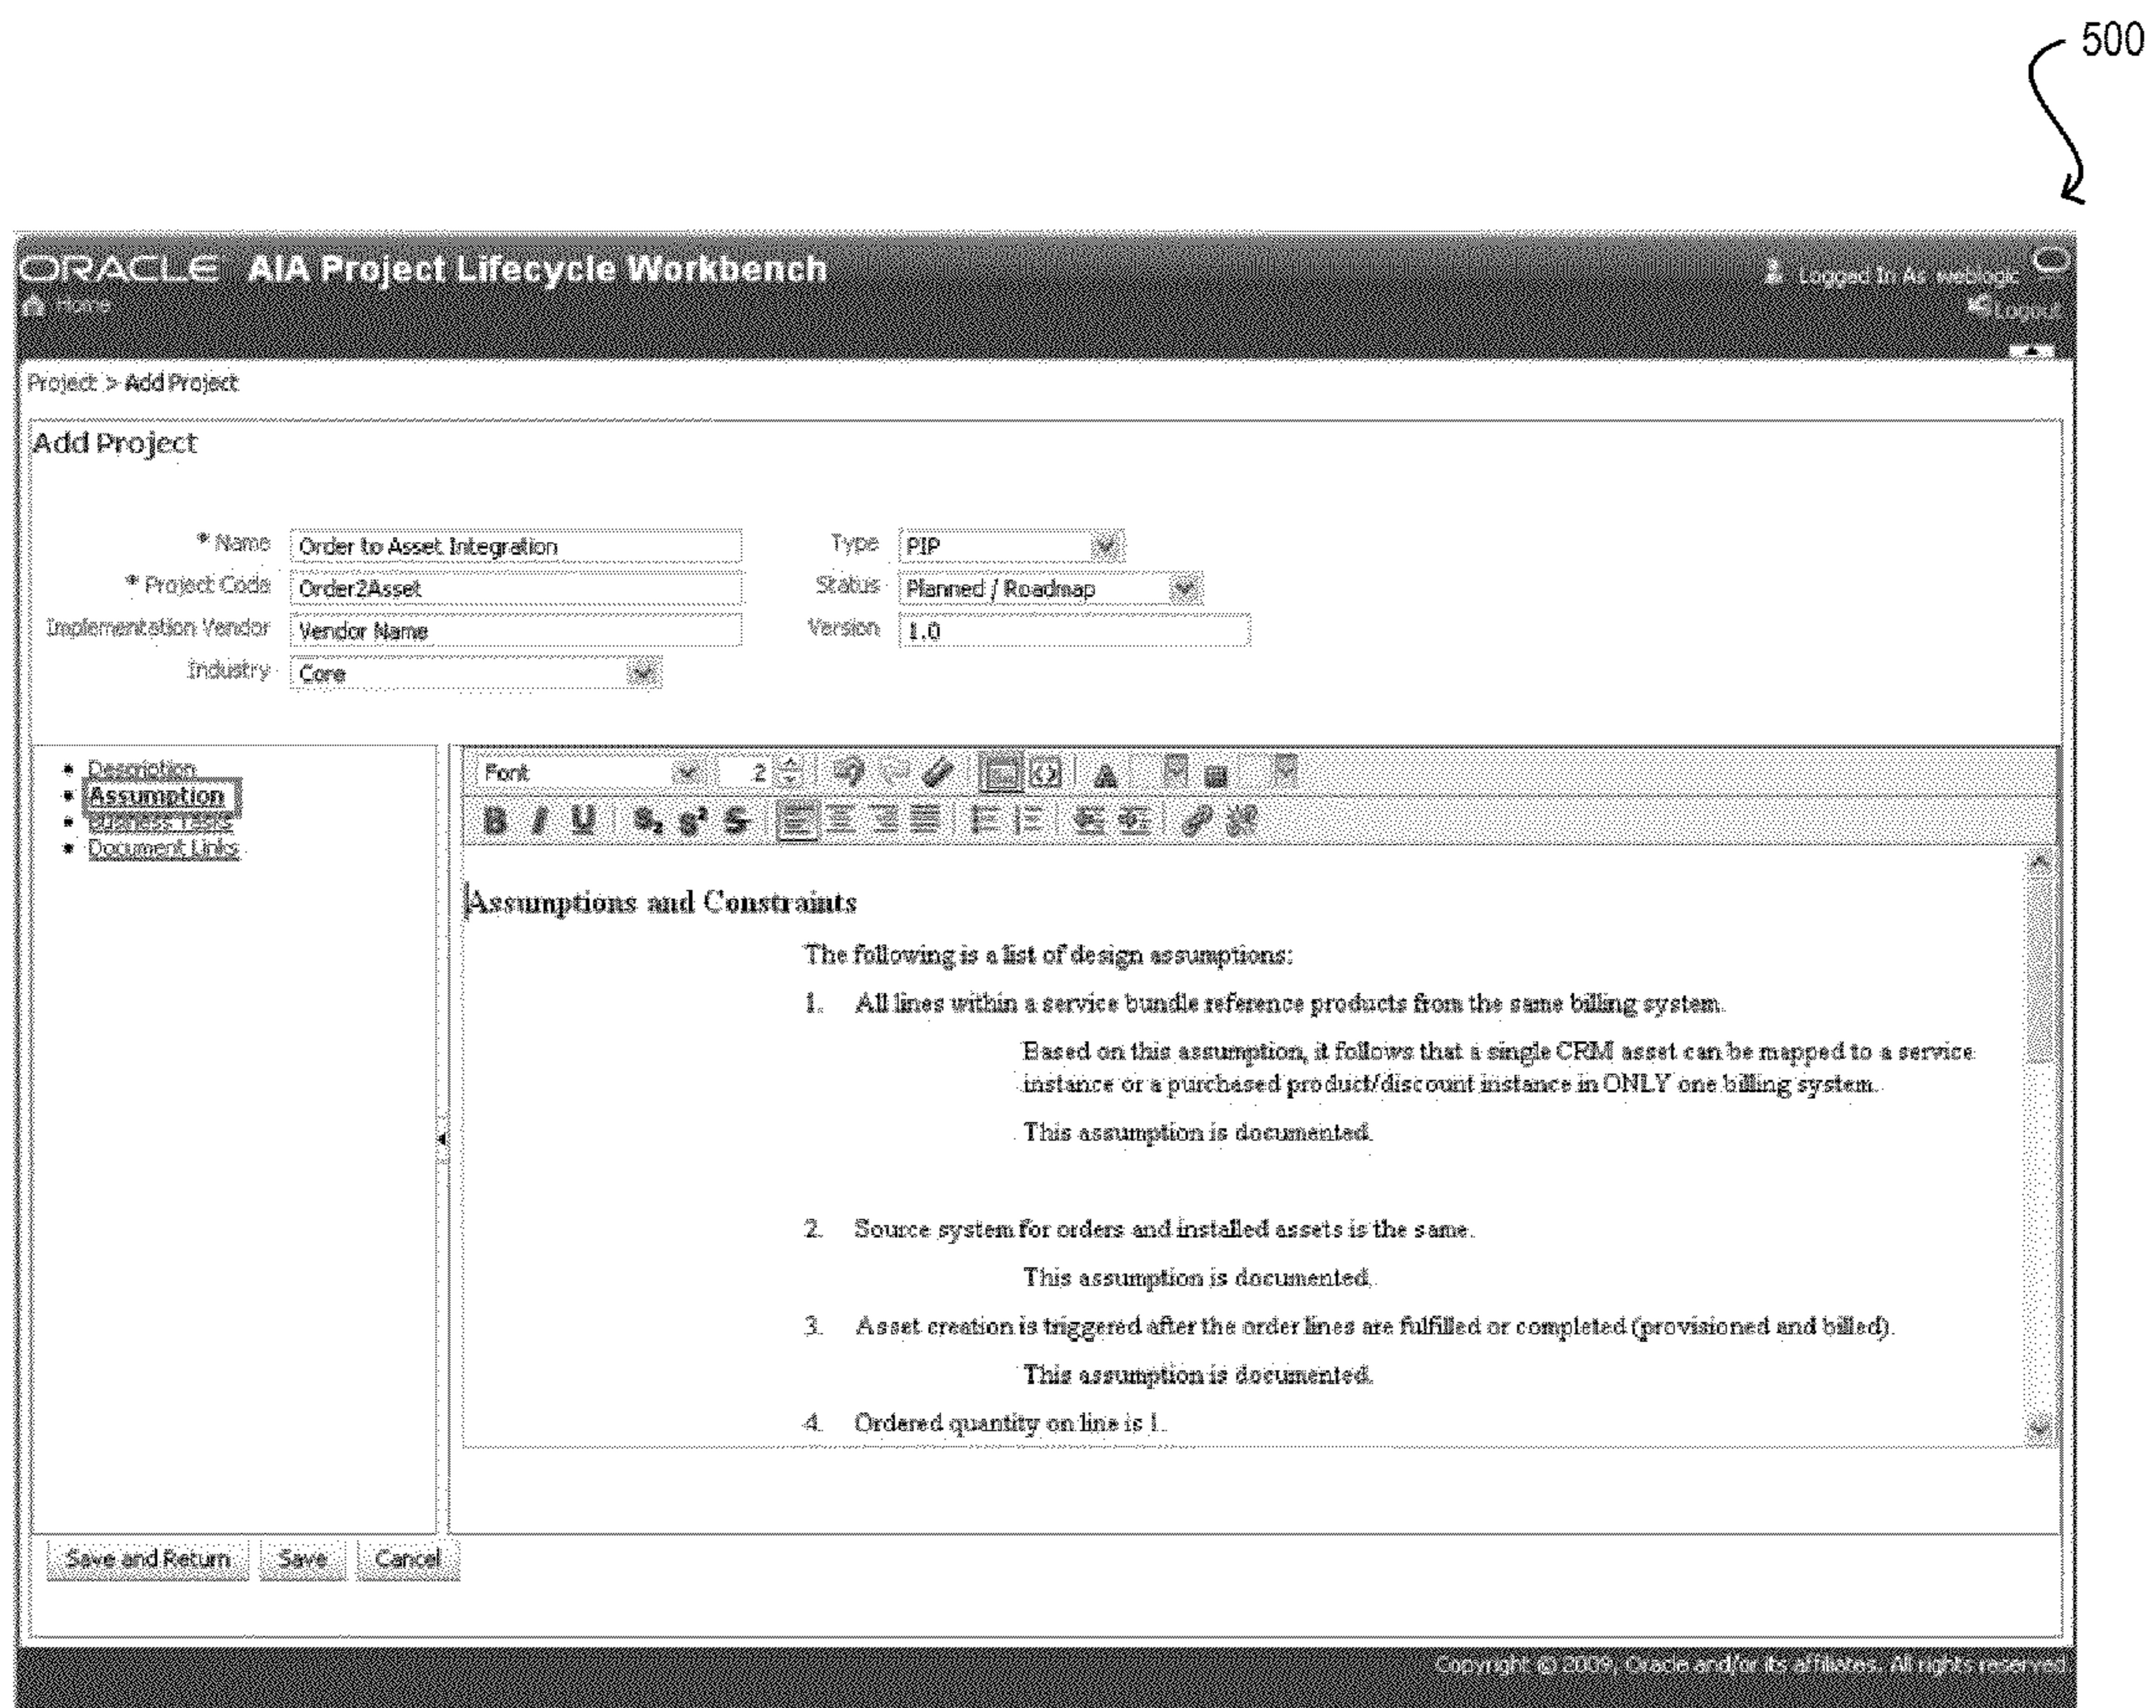 500
ORACLE AIA Project Lifecycle Workbench
Logged In As weblogic
Home
Logout
Project > Add Project
Add Project
* Name Order to Asset Integration Type PIP
* Project Code Order2Asset Status Planned / Roadmap
Implementation Vendor Vendor Name Version 1.0
Industry Core
Description
Assumption
Business Tasks
Document Links
Font 2
B I U S₂ S² S
Assumptions and Constraints
The following is a list of design assumptions:
1. All lines within a service bundle reference products from the same billing system.
Based on this assumption, it follows that a single CRM asset can be mapped to a service
instance or a purchased product/discount instance in ONLY one billing system.
This assumption is documented.
2. Source system for orders and installed assets is the same.
This assumption is documented.
3. Asset creation is triggered after the order lines are fulfilled or completed (provisioned and billed).
This assumption is documented.
4. Ordered quantity on line is 1.
Save and Return Save Cancel
Copyright © 2009, Oracle and/or its affiliates. All rights reserved.